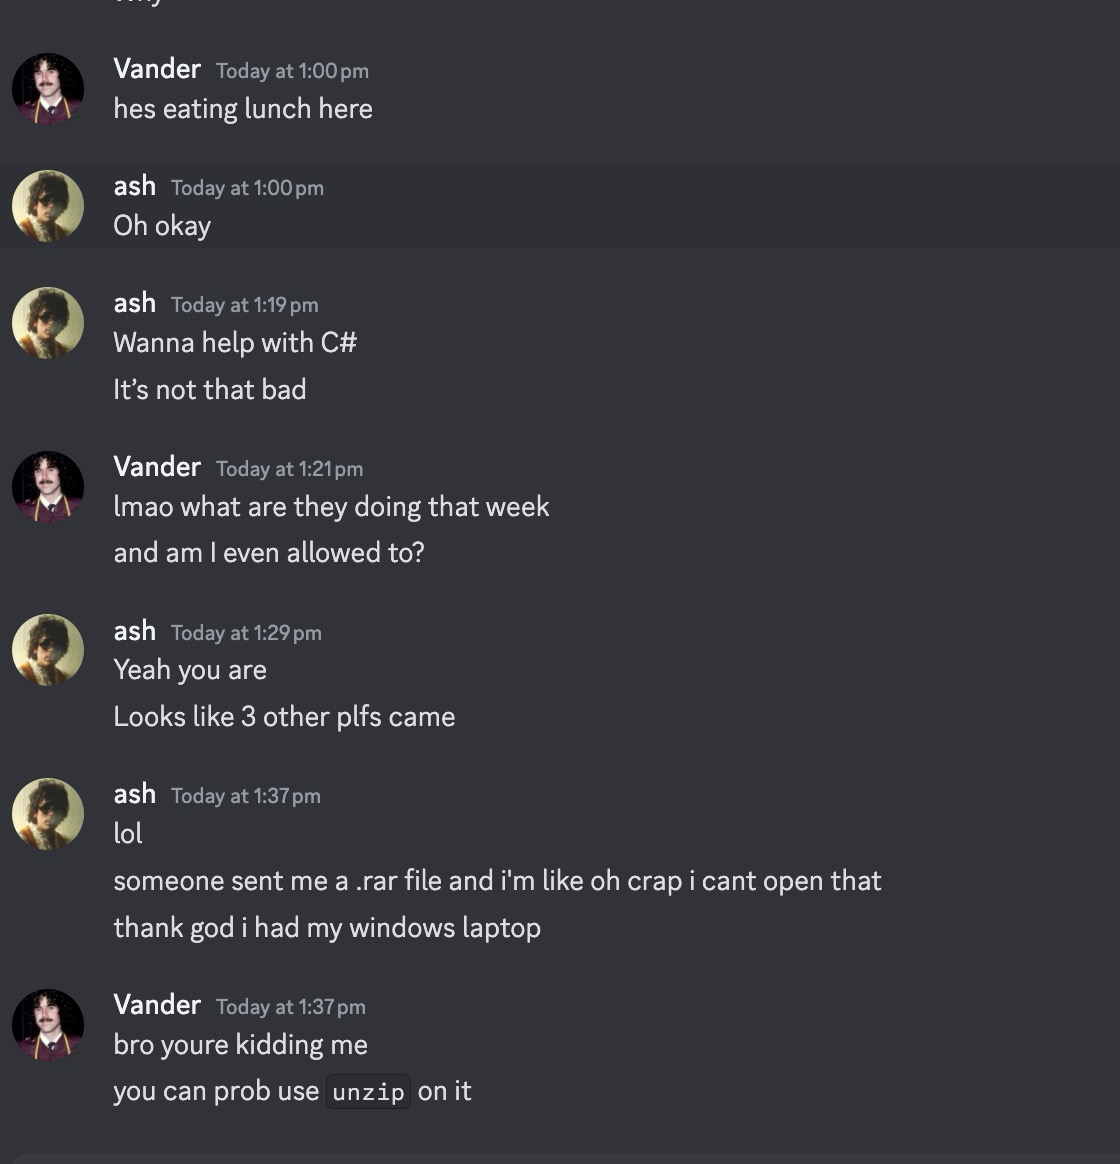 Vander Today at 1:00 pm
hes eating lunch here
ash Today at 1:00 pm
Oh okay
ash Today at 1:19 pm
Wanna help with C#
It’s not that bad
Vander Today at 1:21 pm
lmao what are they doing that week
and am I even allowed to?
ash Today at 1:29 pm
Yeah you are
Looks like 3 other plfs came
ash Today at 1:37 pm
lol
someone sent me a .rar file and i'm like oh crap i cant open that
thank god i had my windows laptop
Vander Today at 1:37 pm
bro youre kidding me
you can prob use unzip on it